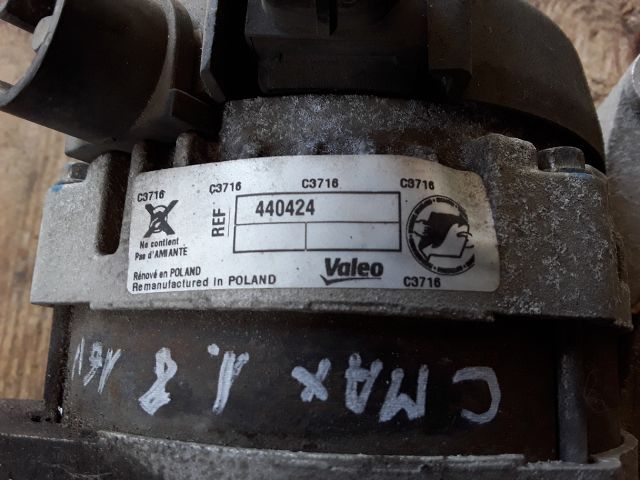 C3716 C3716 C3716 C3716
REF 440424
Ne contient
Pas d'AMIANTE
Rénové en POLAND
Remanufactured in POLAND
Valeo
C3716
C MAX 1.8 16V